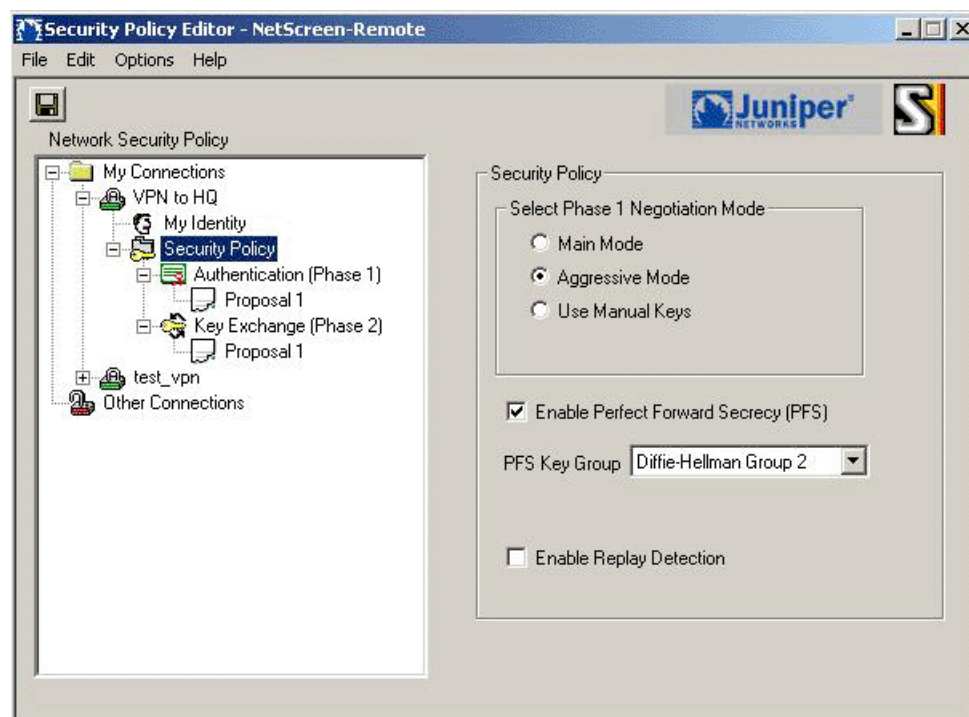 Security Policy Editor - NetScreen-Remote
File Edit Options Help
Juniper
NETWORKS
S
Network Security Policy
My Connections
VPN to HQ
My Identity
Security Policy
Authentication (Phase 1)
Proposal 1
Key Exchange (Phase 2)
Proposal 1
test_vpn
Other Connections
Security Policy
Select Phase 1 Negotiation Mode
Main Mode
Aggressive Mode
Use Manual Keys
Enable Perfect Forward Secrecy (PFS)
PFS Key Group Diffie-Hellman Group 2
Enable Replay Detection